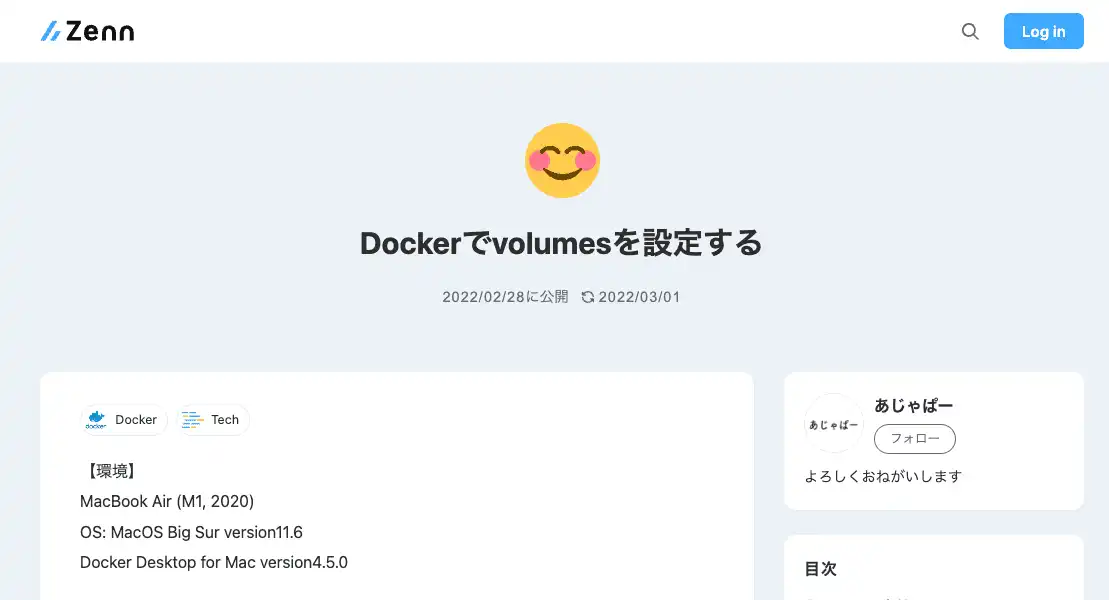 Zenn
Log in
Dockerでvolumesを設定する
2022/02/28に公開 2022/03/01
docker Docker Tech
【環境】
MacBook Air (M1, 2020)
OS: MacOS Big Sur version11.6
Docker Desktop for Mac version4.5.0
あじゃぱー
あじゃぱー
フォロー
よろしくおねがいします
目次